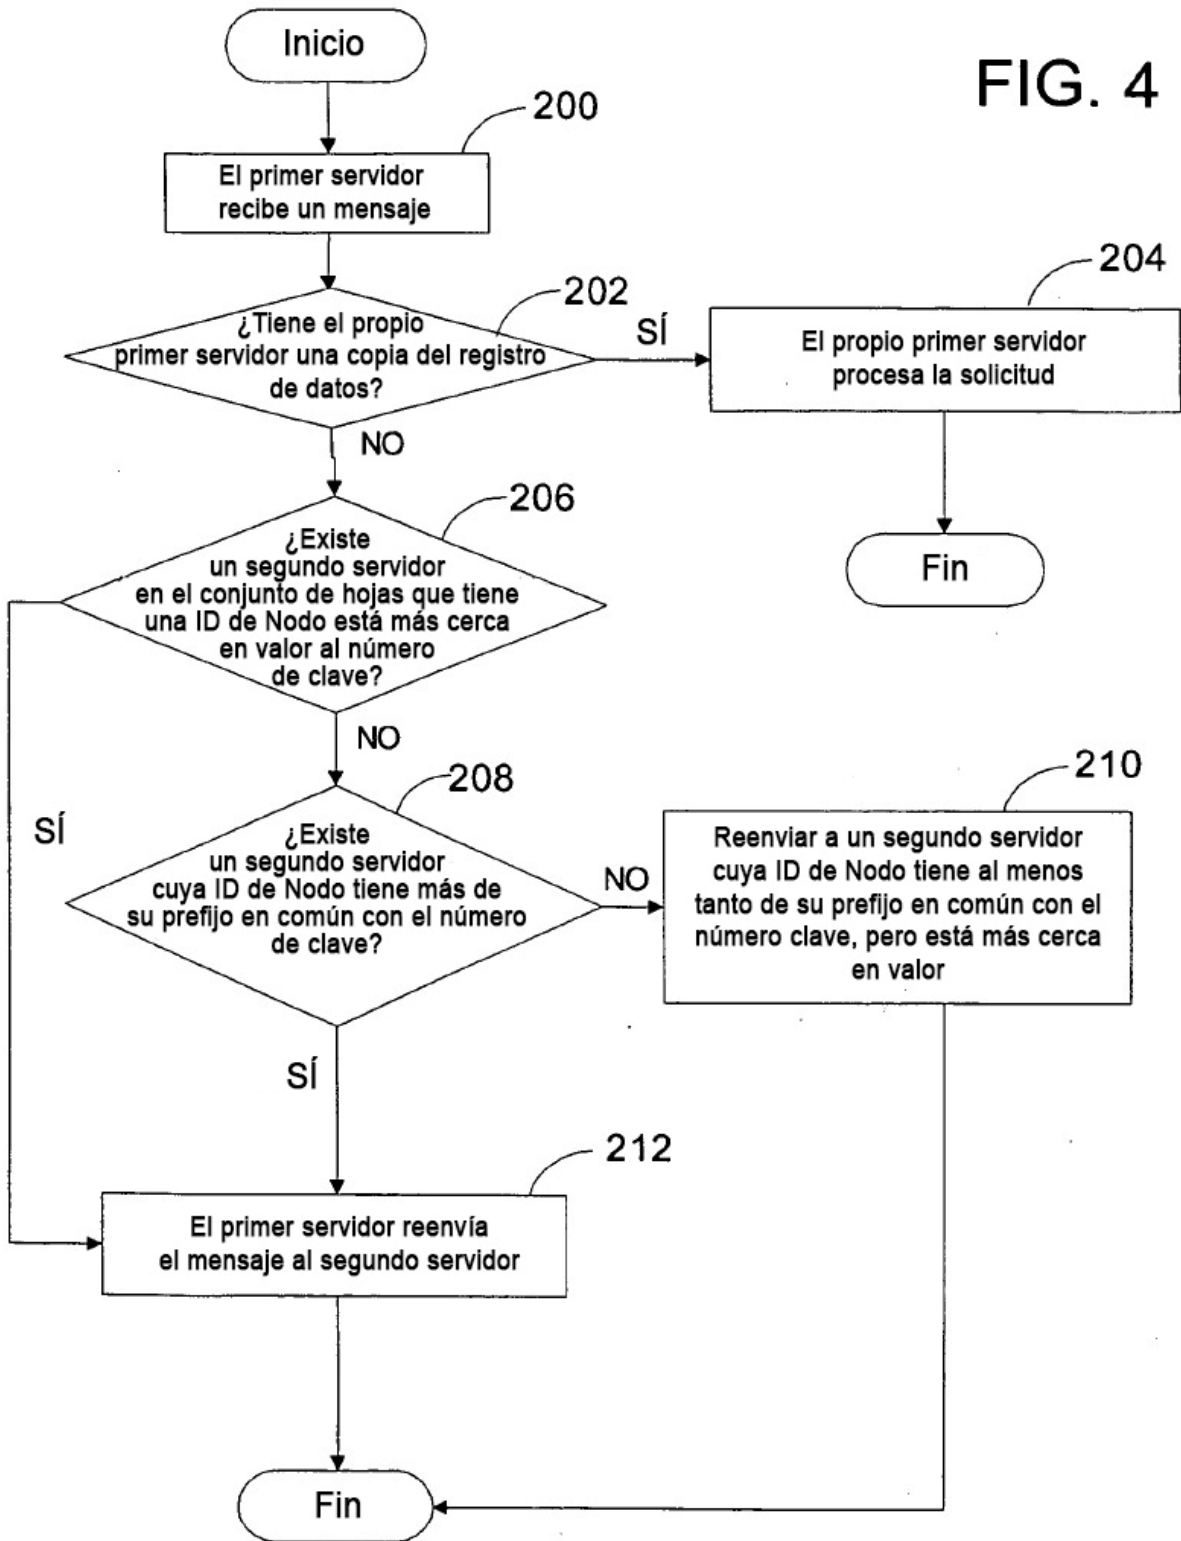 Inicio
FIG. 4
200
El primer servidor
recibe un mensaje
202
¿Tiene el propio
primer servidor una copia del registro
de datos?
SÍ
204
El propio primer servidor
procesa la solicitud
NO
Fin
206
¿Existe
un segundo servidor
en el conjunto de hojas que tiene
una ID de Nodo está más cerca
en valor al número
de clave?
NO
SÍ
208
¿Existe
un segundo servidor
cuya ID de Nodo tiene más de
su prefijo en común con el número
de clave?
NO
210
Reenviar a un segundo servidor
cuya ID de Nodo tiene al menos
tanto de su prefijo en común con el
número clave, pero está más cerca
en valor
SÍ
212
El primer servidor reenvía
el mensaje al segundo servidor
Fin